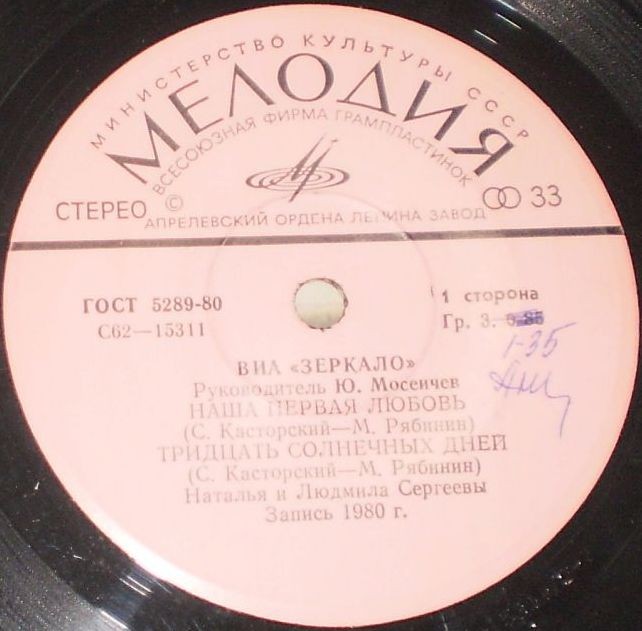 МИНИСТЕРСТВО КУЛЬТУРЫ СССР
МЕЛОДИЯ
ВСЕСОЮЗНАЯ ФИРМА ГРАМПЛАСТИНОК
СТЕРЕО © 33
АПРЕЛЕВСКИЙ ОРДЕНА ЛЕНИНА ЗАВОД
ГОСТ 5289-80
С62—15311
1 сторона
Гр. 3. 0-85
1-35
ВИА «ЗЕРКАЛО»
Руководитель Ю. Мосеичев
НАША ПЕРВАЯ ЛЮБОВЬ
(С. Касторский—М. Рябинин)
ТРИДЦАТЬ СОЛНЕЧНЫХ ДНЕЙ
(С. Касторский—М. Рябинин)
Наталья и Людмила Сергеевы
Запись 1980 г.